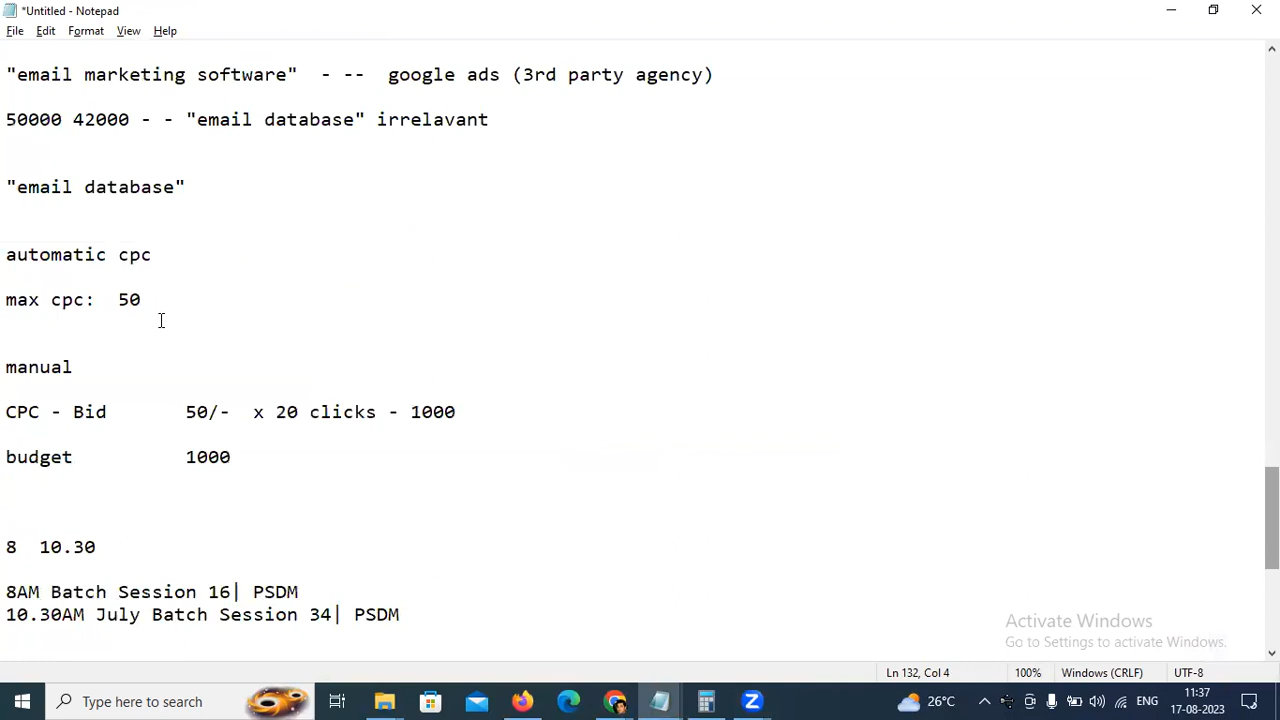 *Untitled - Notepad
File Edit Format View Help
"email marketing software"  - --  google ads (3rd party agency)
50000 42000 - - "email database" irrelavant
"email database"
automatic cpc
max cpc:  50
manual
CPC - Bid 50/-  x 20 clicks - 1000
budget 1000
8  10.30
8AM Batch Session 16| PSDM
10.30AM July Batch Session 34| PSDM
Activate Windows
Go to Settings to activate Windows.
Ln 132, Col 4 100% Windows (CRLF) UTF-8
Type here to search 26°C ENG 11:37
17-08-2023